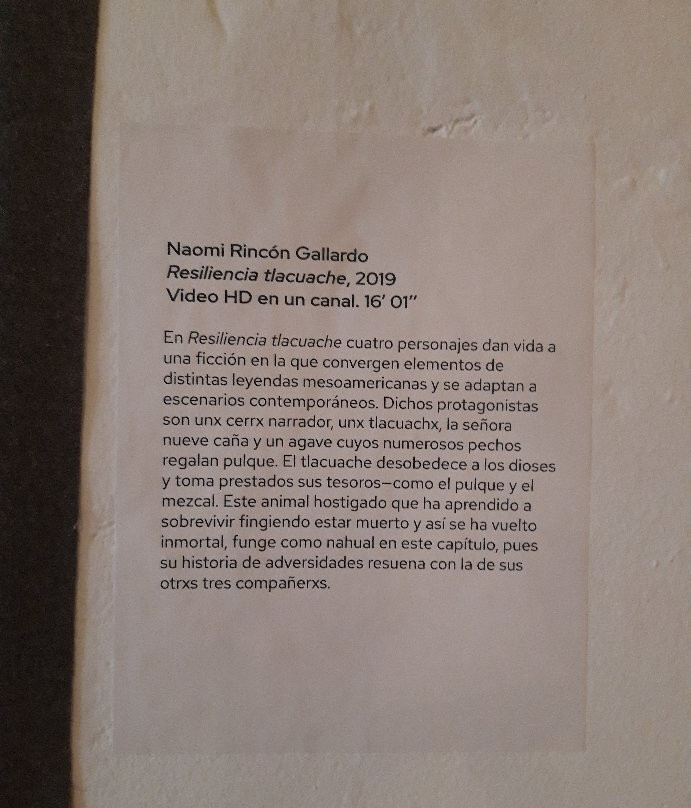 Naomi Rincón Gallardo
Resiliencia tlacuache, 2019
Video HD en un canal. 16′ 01″
En Resiliencia tlacuache cuatro personajes dan vida a
una ficción en la que convergen elementos de
distintas leyendas mesoamericanas y se adaptan a
escenarios contemporáneos. Dichos protagonistas
son unx cerrx narrador, unx tlacuachx, la señora
nueve caña y un agave cuyos numerosos pechos
regalan pulque. El tlacuache desobedece a los dioses
y toma prestados sus tesoros—como el pulque y el
mezcal. Este animal hostigado que ha aprendido a
sobrevivir fingiendo estar muerto y así se ha vuelto
inmortal, funge como nahual en este capítulo, pues
su historia de adversidades resuena con la de sus
otrxs tres compañerxs.